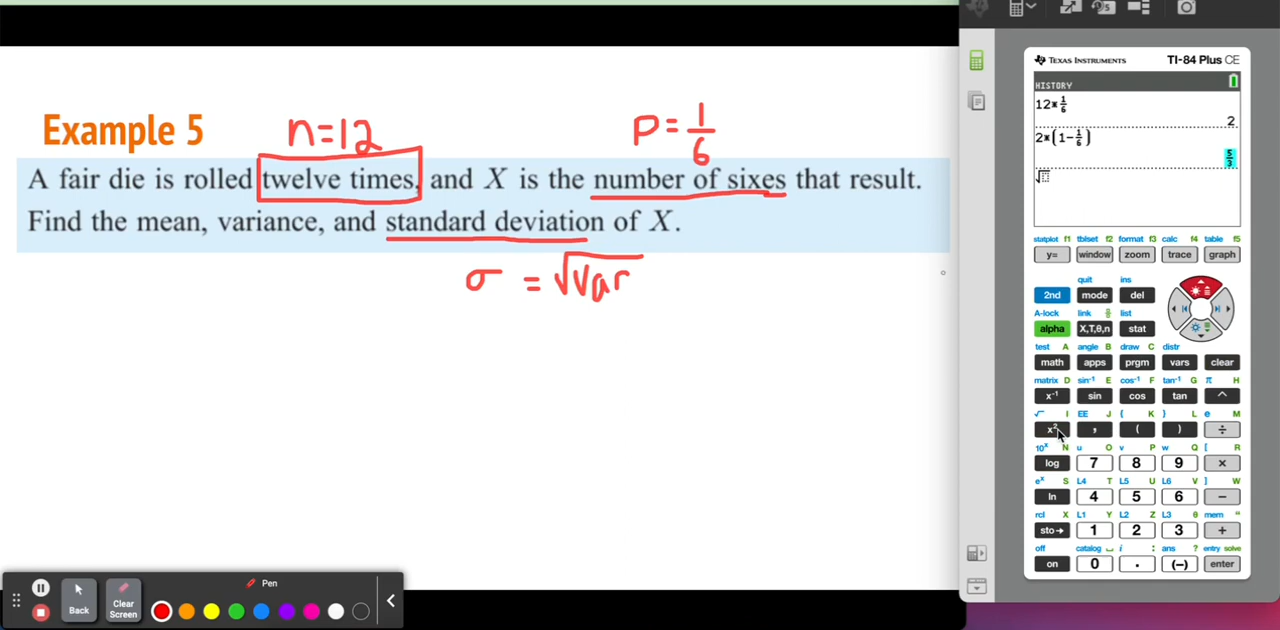 Example 5
n=12
p=1/6
A fair die is rolled twelve times, and X is the number of sixes that result.
Find the mean, variance, and standard deviation of X.
σ = √var
Pen
Back
Clear Screen
TEXAS INSTRUMENTS TI-84 Plus CE
HISTORY
12*1/6
2
2*(1-1/6)
5/3
√
statplot f1 tblset f2 format f3 calc f4 table f5
y= window zoom trace graph
quit ins
2nd mode del
A-lock link list
alpha X,T,θ,n stat
test A angle B draw C distr
math apps prgm vars clear
matrix D sin⁻¹ E cos⁻¹ F tan⁻¹ G π H
x⁻¹ sin cos tan ^
√ I EE J { K } L e M
x² , ( ) ÷
10ˣ N u O v P w Q [ R
log 7 8 9 ×
eˣ S L4 T L5 U L6 V ] W
ln 4 5 6 −
rcl X L1 Y L2 Z L3 θ mem "
sto→ 1 2 3 +
off catalog i : ans ? entry solve
on 0 . (−) enter